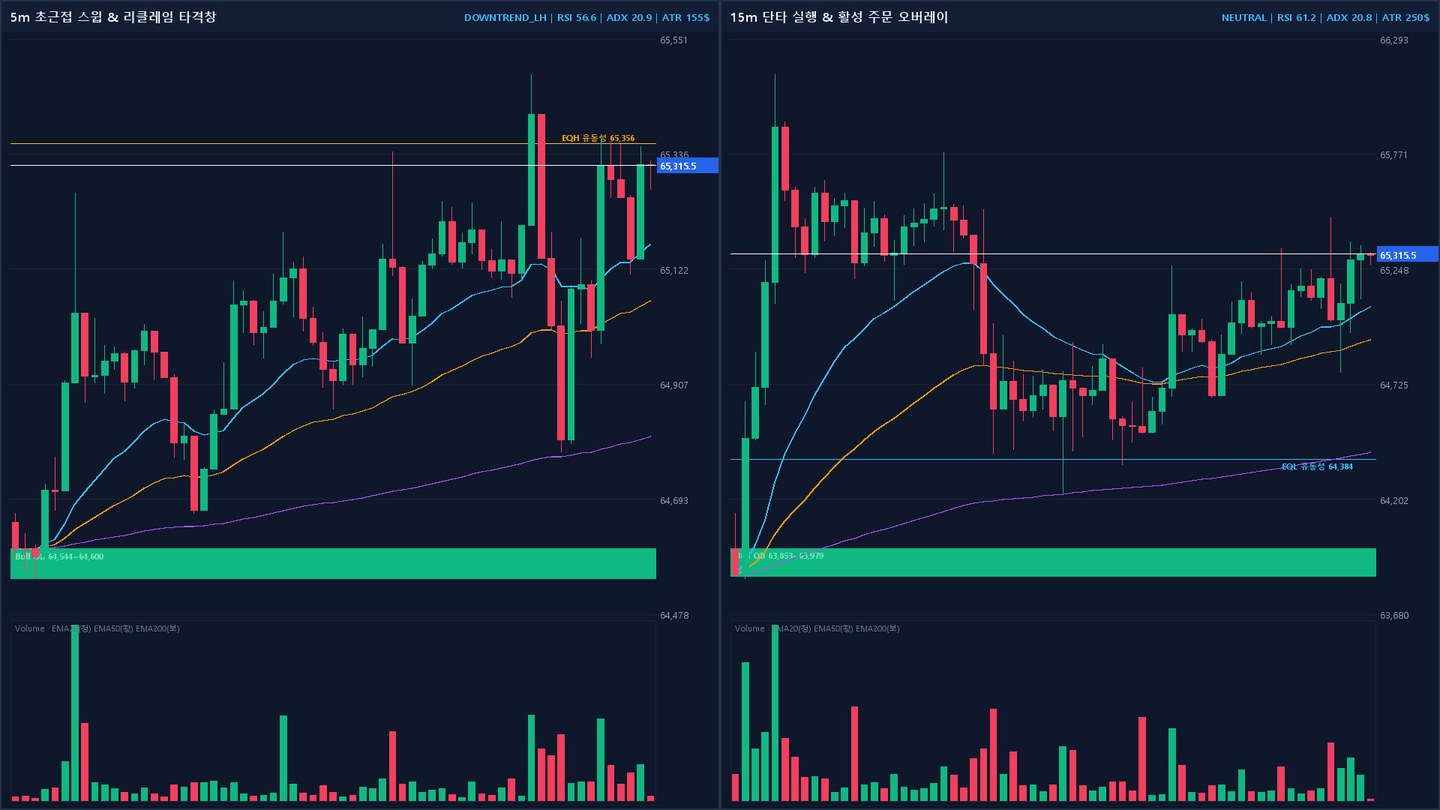 5m 초근접 스윕 & 리클레임 타격창
DOWNTREND_LH | RSI 56.6 | ADX 20.9 | ATR 155$
65,551
EQH 유동성 65,356
65,336
65,315.5
65,122
64,907
64,693
64,544~64,600
64,478
Volume · EMA20(청) EMA50(황) EMA200(보)
15m 단타 실행 & 활성 주문 오버레이
NEUTRAL | RSI 61.2 | ADX 20.8 | ATR 250$
66,293
65,771
65,315.5
65,248
64,725
EQL 유동성 64,384
64,202
OB 63,853~63,979
63,680
Volume · EMA20(청) EMA50(황) EMA200(보)